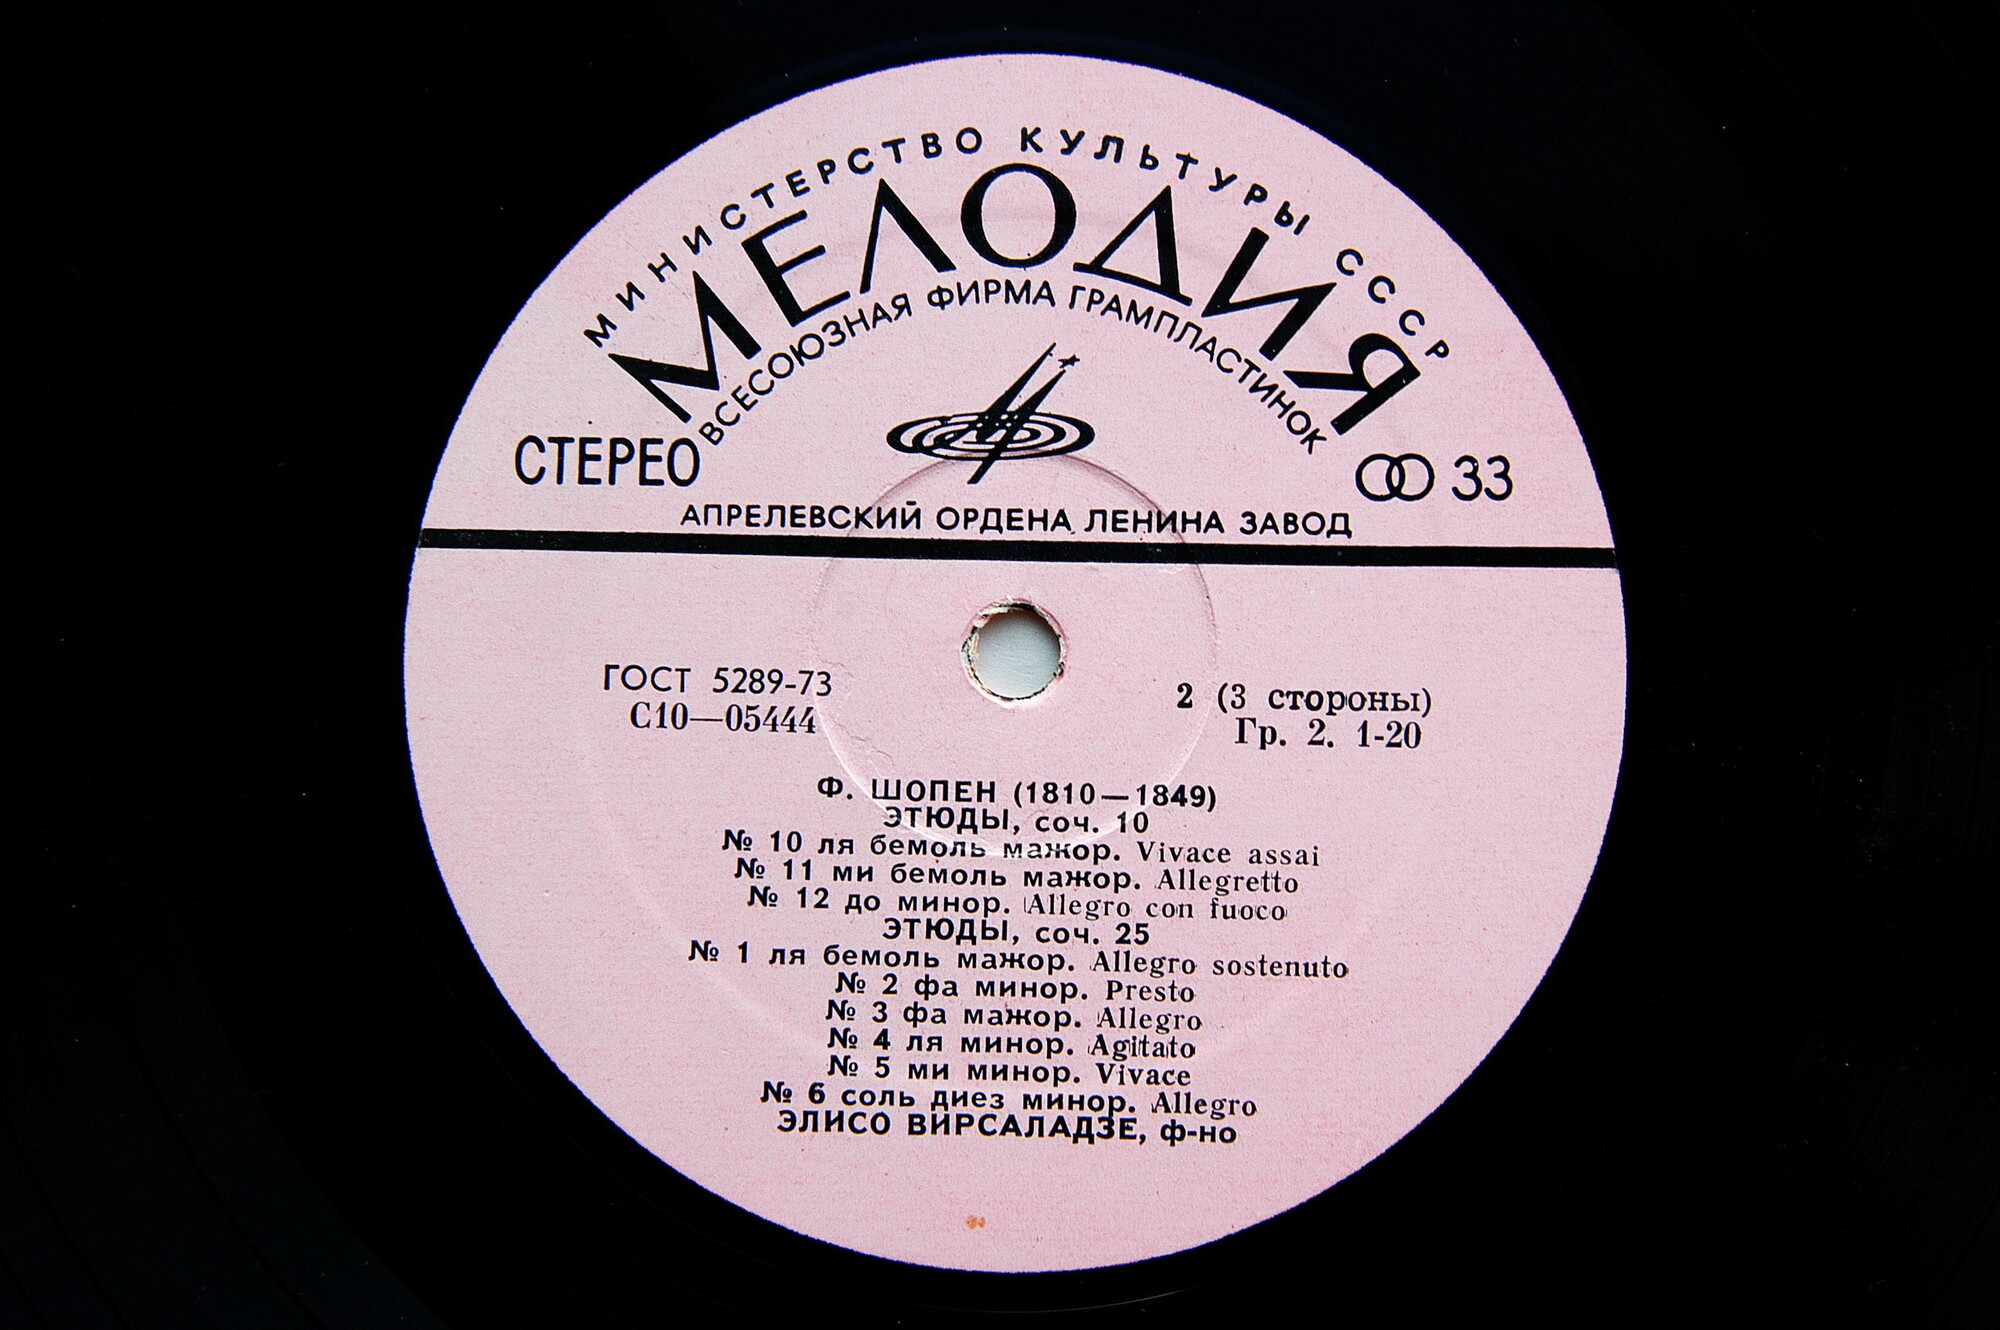 МИНИСТЕРСТВО КУЛЬТУРЫ СССР
МЕЛОДИЯ
ВСЕСОЮЗНАЯ ФИРМА ГРАМПЛАСТИНОК
СТЕРЕО
33
АПРЕЛЕВСКИЙ ОРДЕНА ЛЕНИНА ЗАВОД
ГОСТ 5289-73
С10—05444
2 (3 стороны)
Гр. 2. 1-20
Ф. ШОПЕН (1810—1849)
ЭТЮДЫ, соч. 10
№ 10 ля бемоль мажор. Vivace assai
№ 11 ми бемоль мажор. Allegretto
№ 12 до минор. Allegro con fuoco
ЭТЮДЫ, соч. 25
№ 1 ля бемоль мажор. Allegro sostenuto
№ 2 фа минор. Presto
№ 3 фа мажор. Allegro
№ 4 ля минор. Agitato
№ 5 ми минор. Vivace
№ 6 соль диез минор. Allegro
ЭЛИСО ВИРСАЛАДЗЕ, ф-но